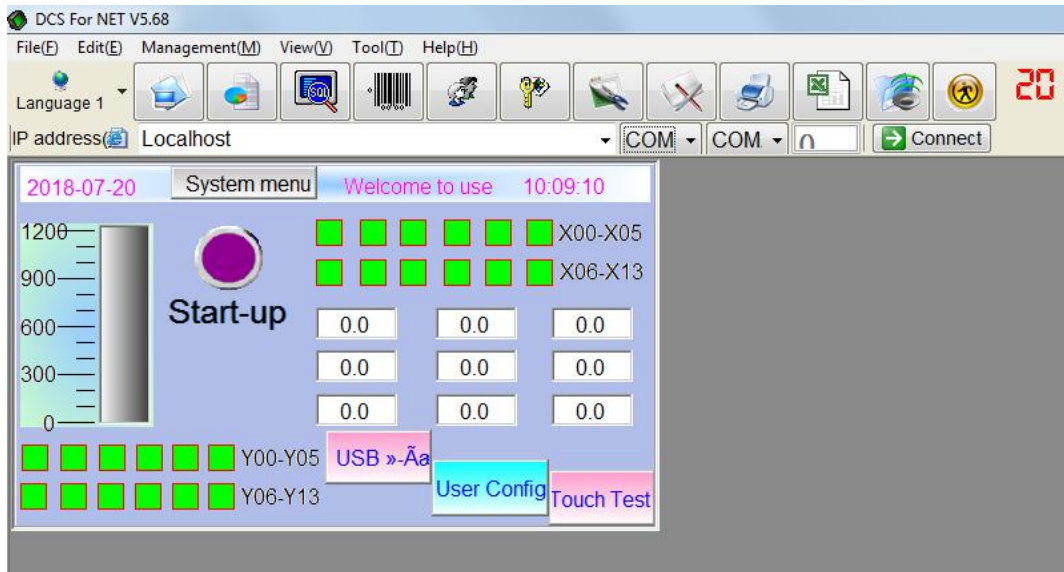 DCS For NET V5.68
File(F) Edit(E) Management(M) View(V) Tool(T) Help(H)
Language 1
SQL
20
IP address( Localhost COM COM 0 Connect
2018-07-20 System menu Welcome to use 10:09:10
1200
900
600
300
0
Start-up
X00-X05
X06-X13
0.0 0.0 0.0
0.0 0.0 0.0
0.0 0.0 0.0
Y00-Y05
Y06-Y13
USB »-Ãa
User Config
Touch Test